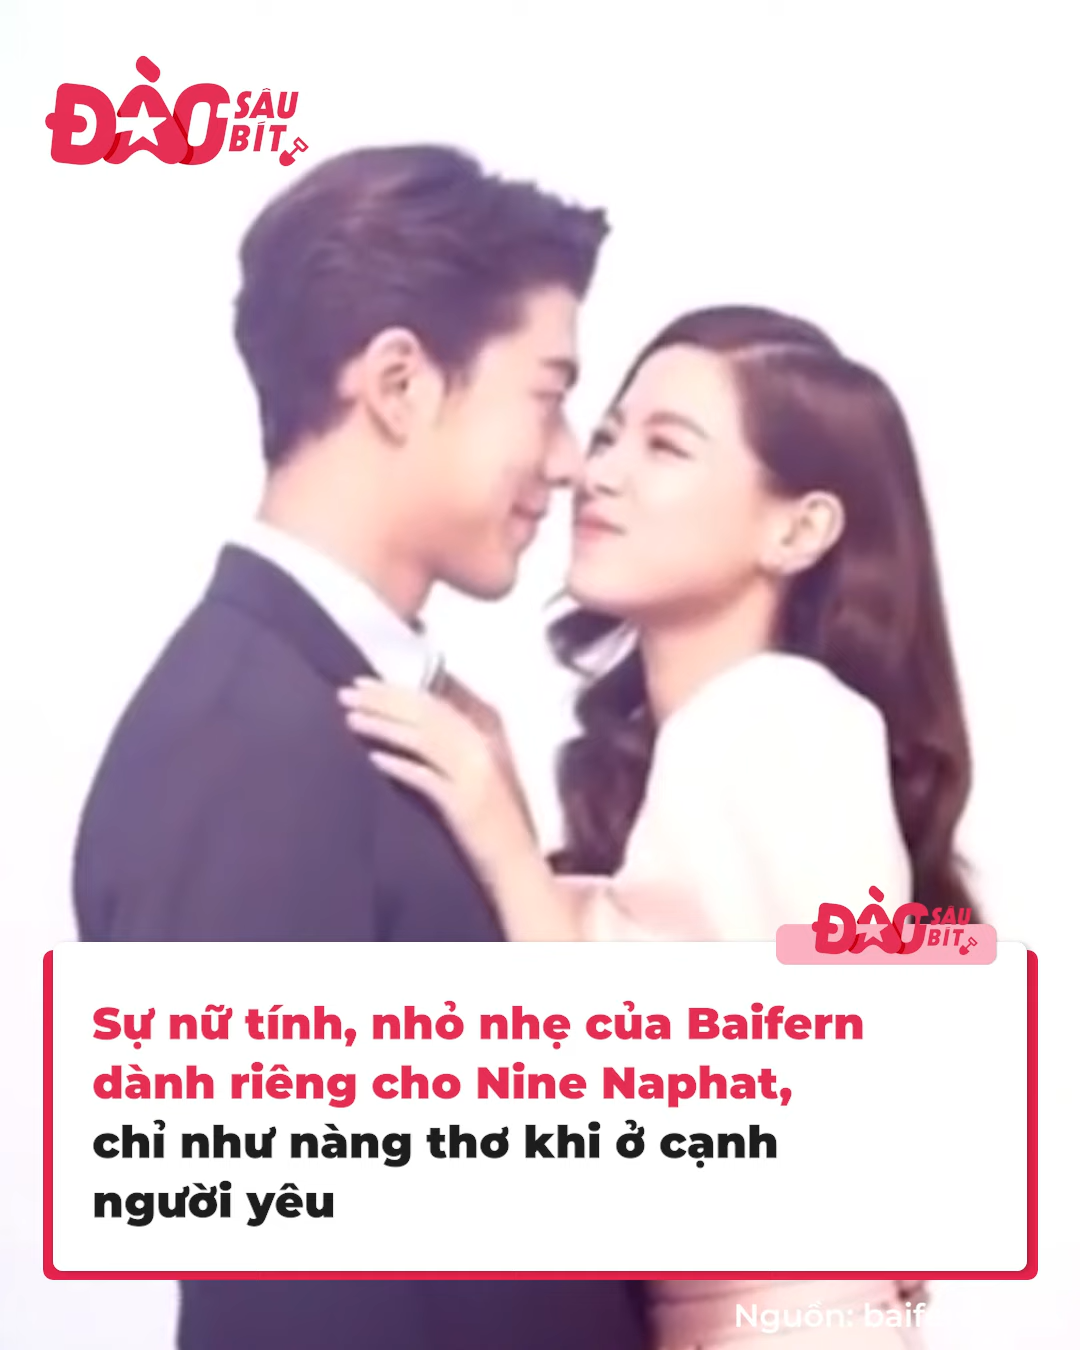 ĐÀO SÂU BÍT
ĐÀO SÂU BÍT
Sự nữ tính, nhỏ nhẹ của Baifern
dành riêng cho Nine Naphat,
chỉ như nàng thơ khi ở cạnh
người yêu
Nguồn: